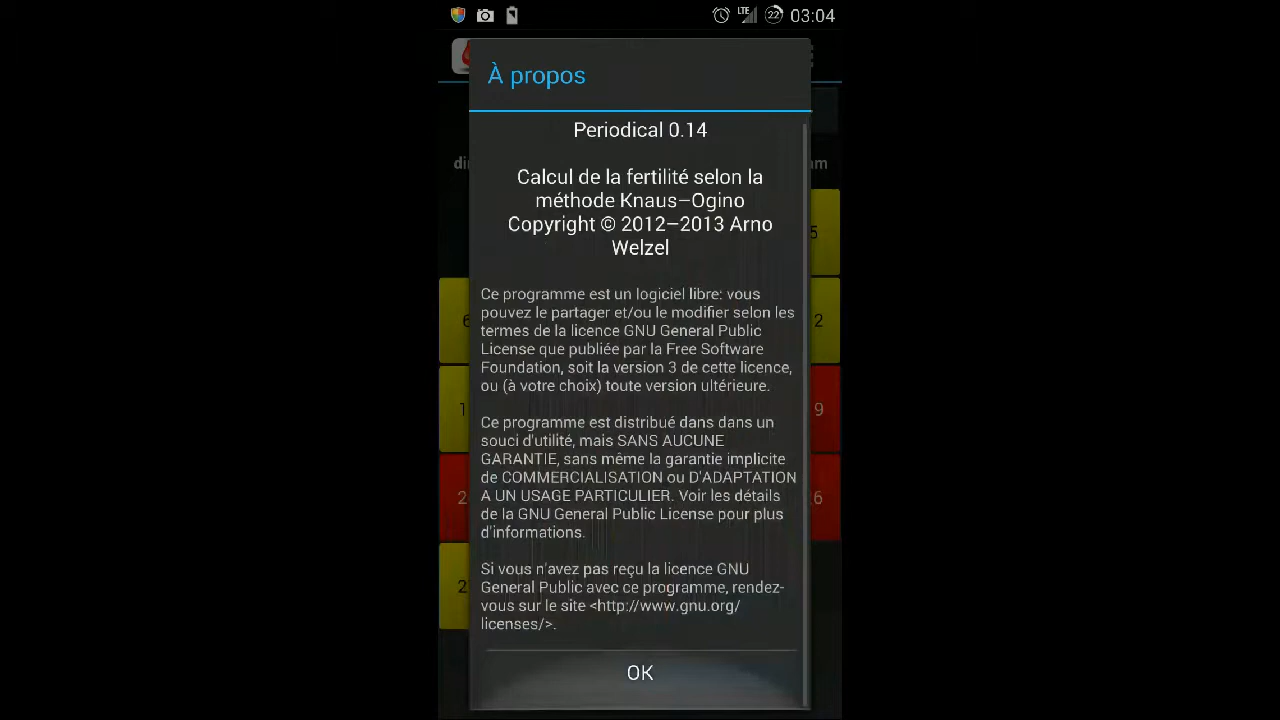 LTE 22 03:04
À propos
Periodical 0.14
Calcul de la fertilité selon la
méthode Knaus–Ogino
Copyright © 2012–2013 Arno
Welzel
Ce programme est un logiciel libre: vous
pouvez le partager et/ou le modifier selon les
termes de la licence GNU General Public
License que publiée par la Free Software
Foundation, soit la version 3 de cette licence,
ou (à votre choix) toute version ultérieure.
Ce programme est distribué dans dans un
souci d'utilité, mais SANS AUCUNE
GARANTIE, sans même la garantie implicite
de COMMERCIALISATION ou D'ADAPTATION
A UN USAGE PARTICULIER. Voir les détails
de la GNU General Public License pour plus
d'informations.
Si vous n'avez pas reçu la licence GNU
General Public avec ce programme, rendez-
vous sur le site <http://www.gnu.org/
licenses/>.
OK